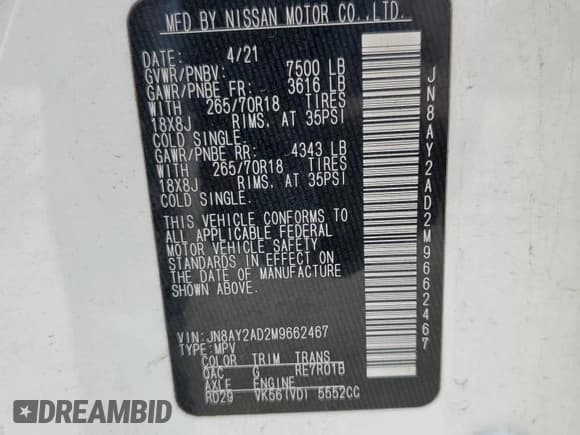 MFD BY NISSAN MOTOR CO.,LTD.
DATE: 4/21
GVWR/PNBV: 7500 LB
GAWR/PNBE FR: 3616 LB
WITH 265/70R18 TIRES
18X8J RIMS, AT 35PSI
COLD SINGLE.
GAWR/PNBE RR: 4343 LB
WITH 265/70R18 TIRES
18X8J RIMS, AT 35PSI
COLD SINGLE.
THIS VEHICLE CONFORMS TO
ALL APPLICABLE FEDERAL
MOTOR VEHICLE SAFETY
STANDARDS IN EFFECT ON
THE DATE OF MANUFACTURE
SHOWN ABOVE.
VIN:JN8AY2AD2M9662467
TYPE:MPV
COLOR TRIM TRANS
QAC G RE7R01B
AXLE ENGINE
RD29 VK56(VD) 5552CC
JN8AY2AD2M9662467
DREAMBID